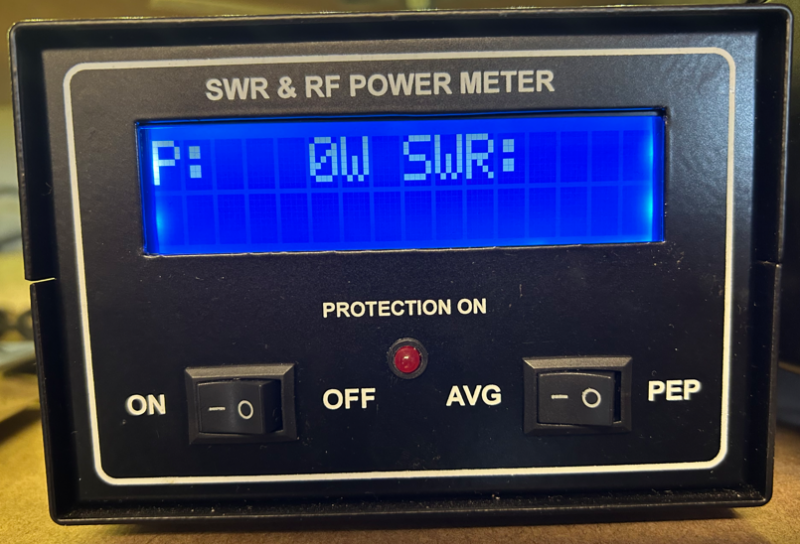 SWR & RF POWER METER
P: 0W SWR:
PROTECTION ON
ON — O OFF AVG — O PEP